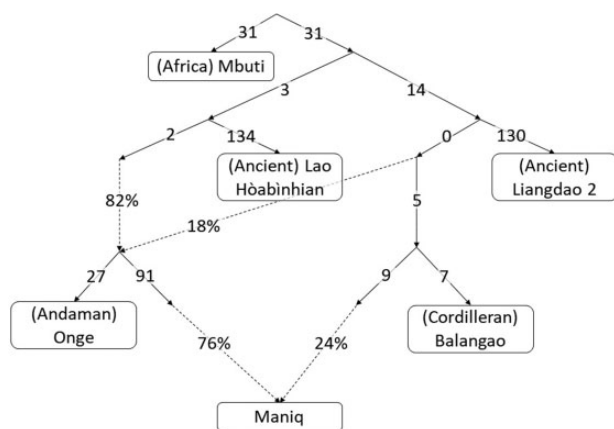 31 31
(Africa) Mbuti
3 14
2 134 0 130
(Ancient) Lao
Hòabìnhian
(Ancient)
Liangdao 2
82% 18% 5
27 91 9 7
(Andaman)
Onge
(Cordilleran)
Balangao
76% 24%
Maniq